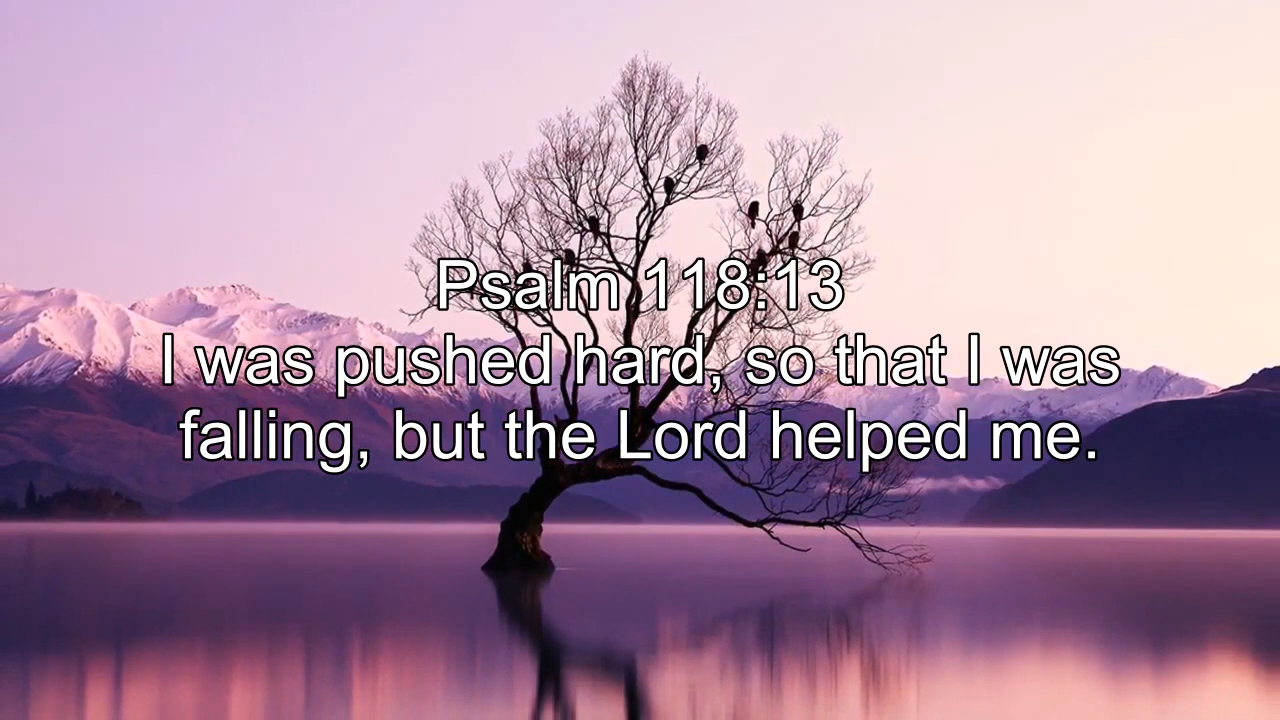 Psalm 118:13
I was pushed hard, so that I was
falling, but the Lord helped me.